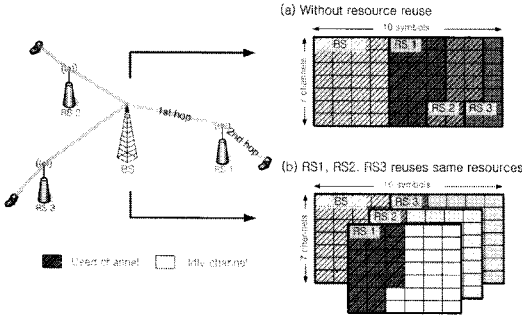 (a) Without resource reuse
10 symbols
BS
RS 1
7 channels
RS 2
RS 3
RS 2
1st hop
2nd hop
BS
RS 1
RS 3
(b) RS1, RS2, RS3 reuses same resources
10 symbols
BS
RS 3
RS 2
RS 1
7 channels
Used channel
Idle channel